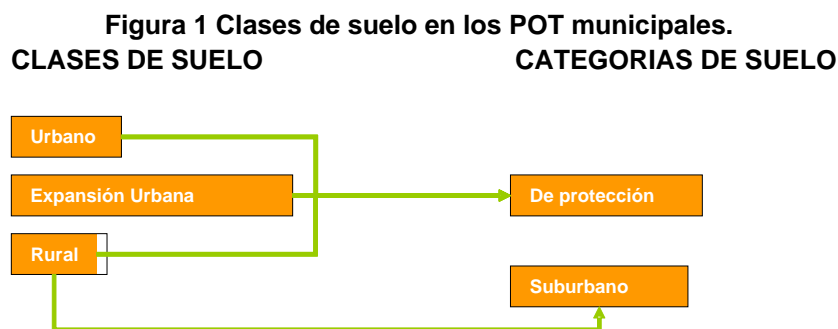 Figura 1 Clases de suelo en los POT municipales.
CLASES DE SUELO CATEGORIAS DE SUELO
Urbano
Expansión Urbana De protección
Rural
Suburbano